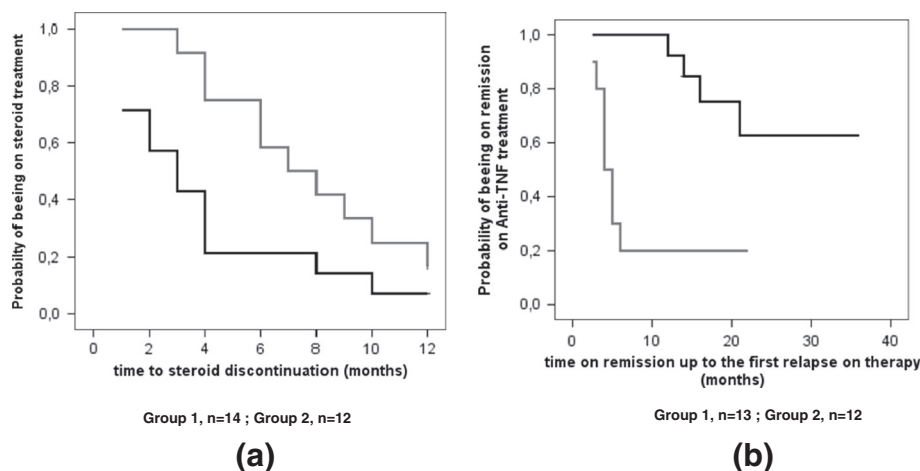 Probabilty of beeing on steroid treatment
1,0
0,8
0,6
0,4
0,2
0,0
0 2 4 6 8 10 12
time to steroid discontinuation (months)
Group 1, n=14 ; Group 2, n=12
(a)
Probability of beeing on remission
on Anti-TNF treatment
1,0
0,8
0,6
0,4
0,2
0,0
0 10 20 30 40
time on remission up to the first relapse on therapy
(months)
Group 1, n=13 ; Group 2, n=12
(b)